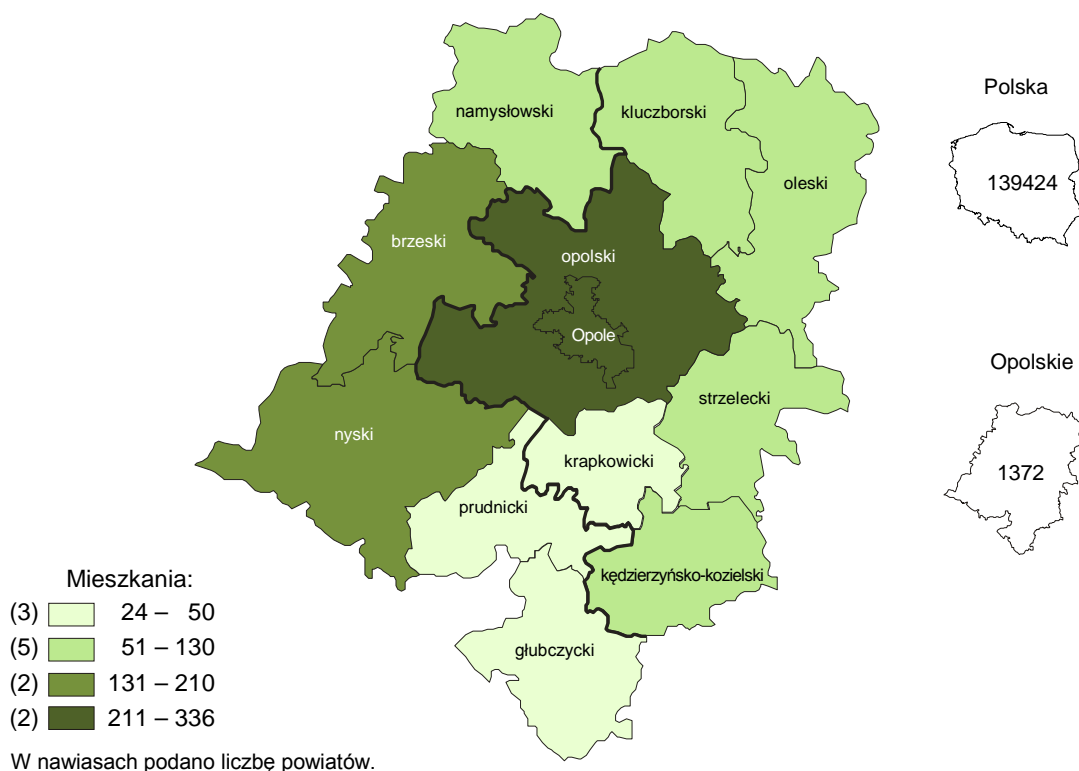 namysłowski
kluczborski
oleski
brzeski
opolski
Opole
strzelecki
nyski
krapkowicki
prudnicki
kędzierzyńsko-kozielski
głubczycki
Polska
139424
Opolskie
1372
Mieszkania:
(3) 24 – 50
(5) 51 – 130
(2) 131 – 210
(2) 211 – 336
W nawiasach podano liczbę powiatów.